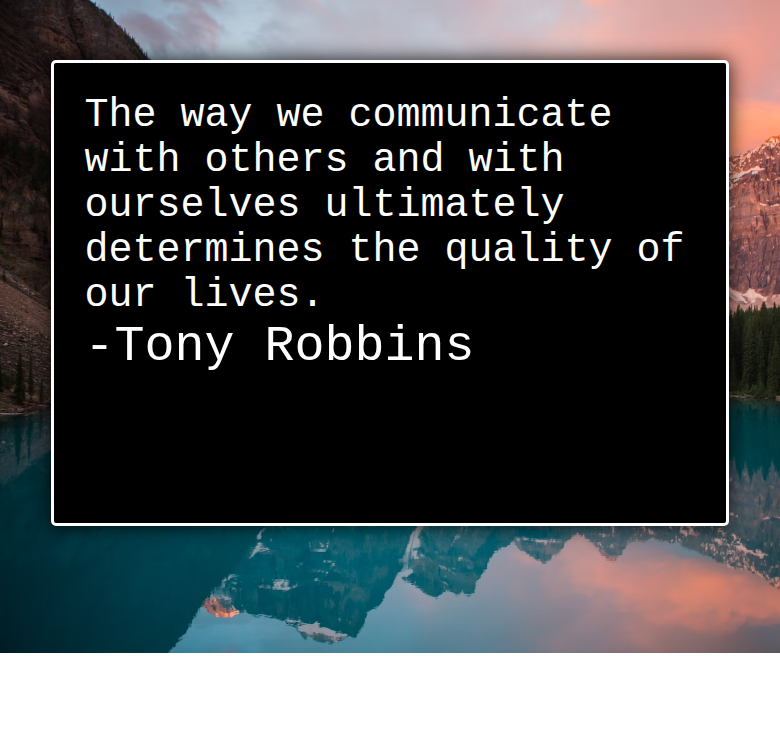 The way we communicate
with others and with
ourselves ultimately
determines the quality of
our lives.
-Tony Robbins